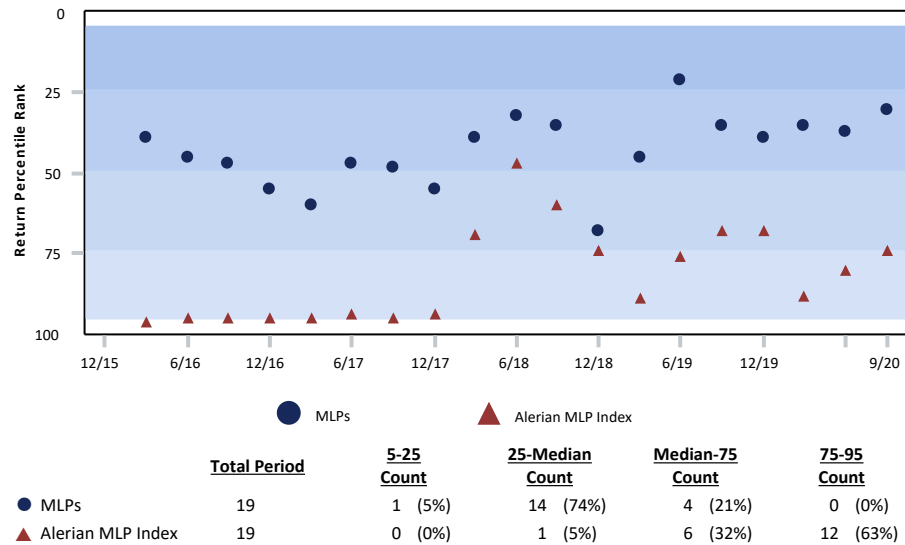 0
25
50
75
100
Return Percentile Rank
12/15 6/16 12/16 6/17 12/17 6/18 12/18 6/19 12/19 9/20
MLPs Alerian MLP Index
5-25 25-Median Median-75 75-95
Total Period Count Count Count Count
MLPs 19 1 (5%) 14 (74%) 4 (21%) 0 (0%)
Alerian MLP Index 19 0 (0%) 1 (5%) 6 (32%) 12 (63%)